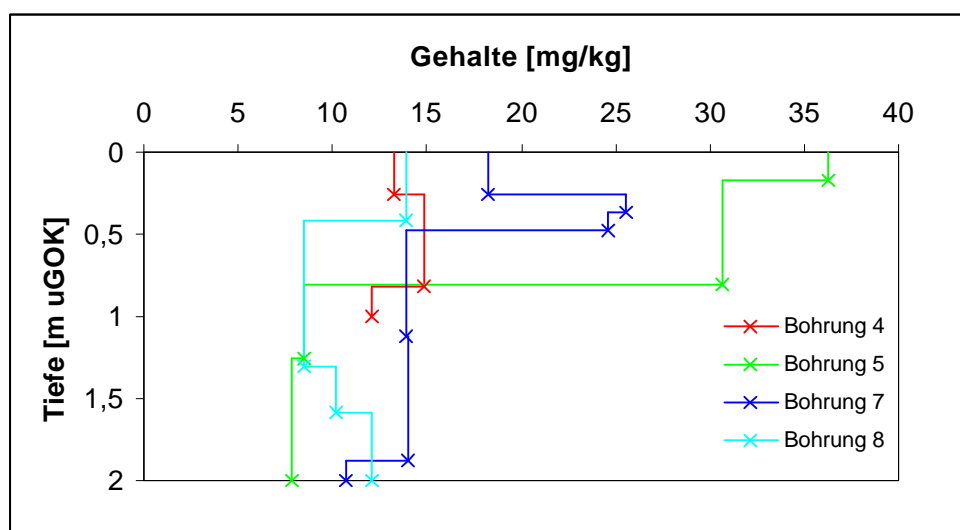 Gehalte [mg/kg]
0 5 10 15 20 25 30 35 40
Tiefe [m uGOK]
0
0,5
1
1,5
2
Bohrung 4
Bohrung 5
Bohrung 7
Bohrung 8